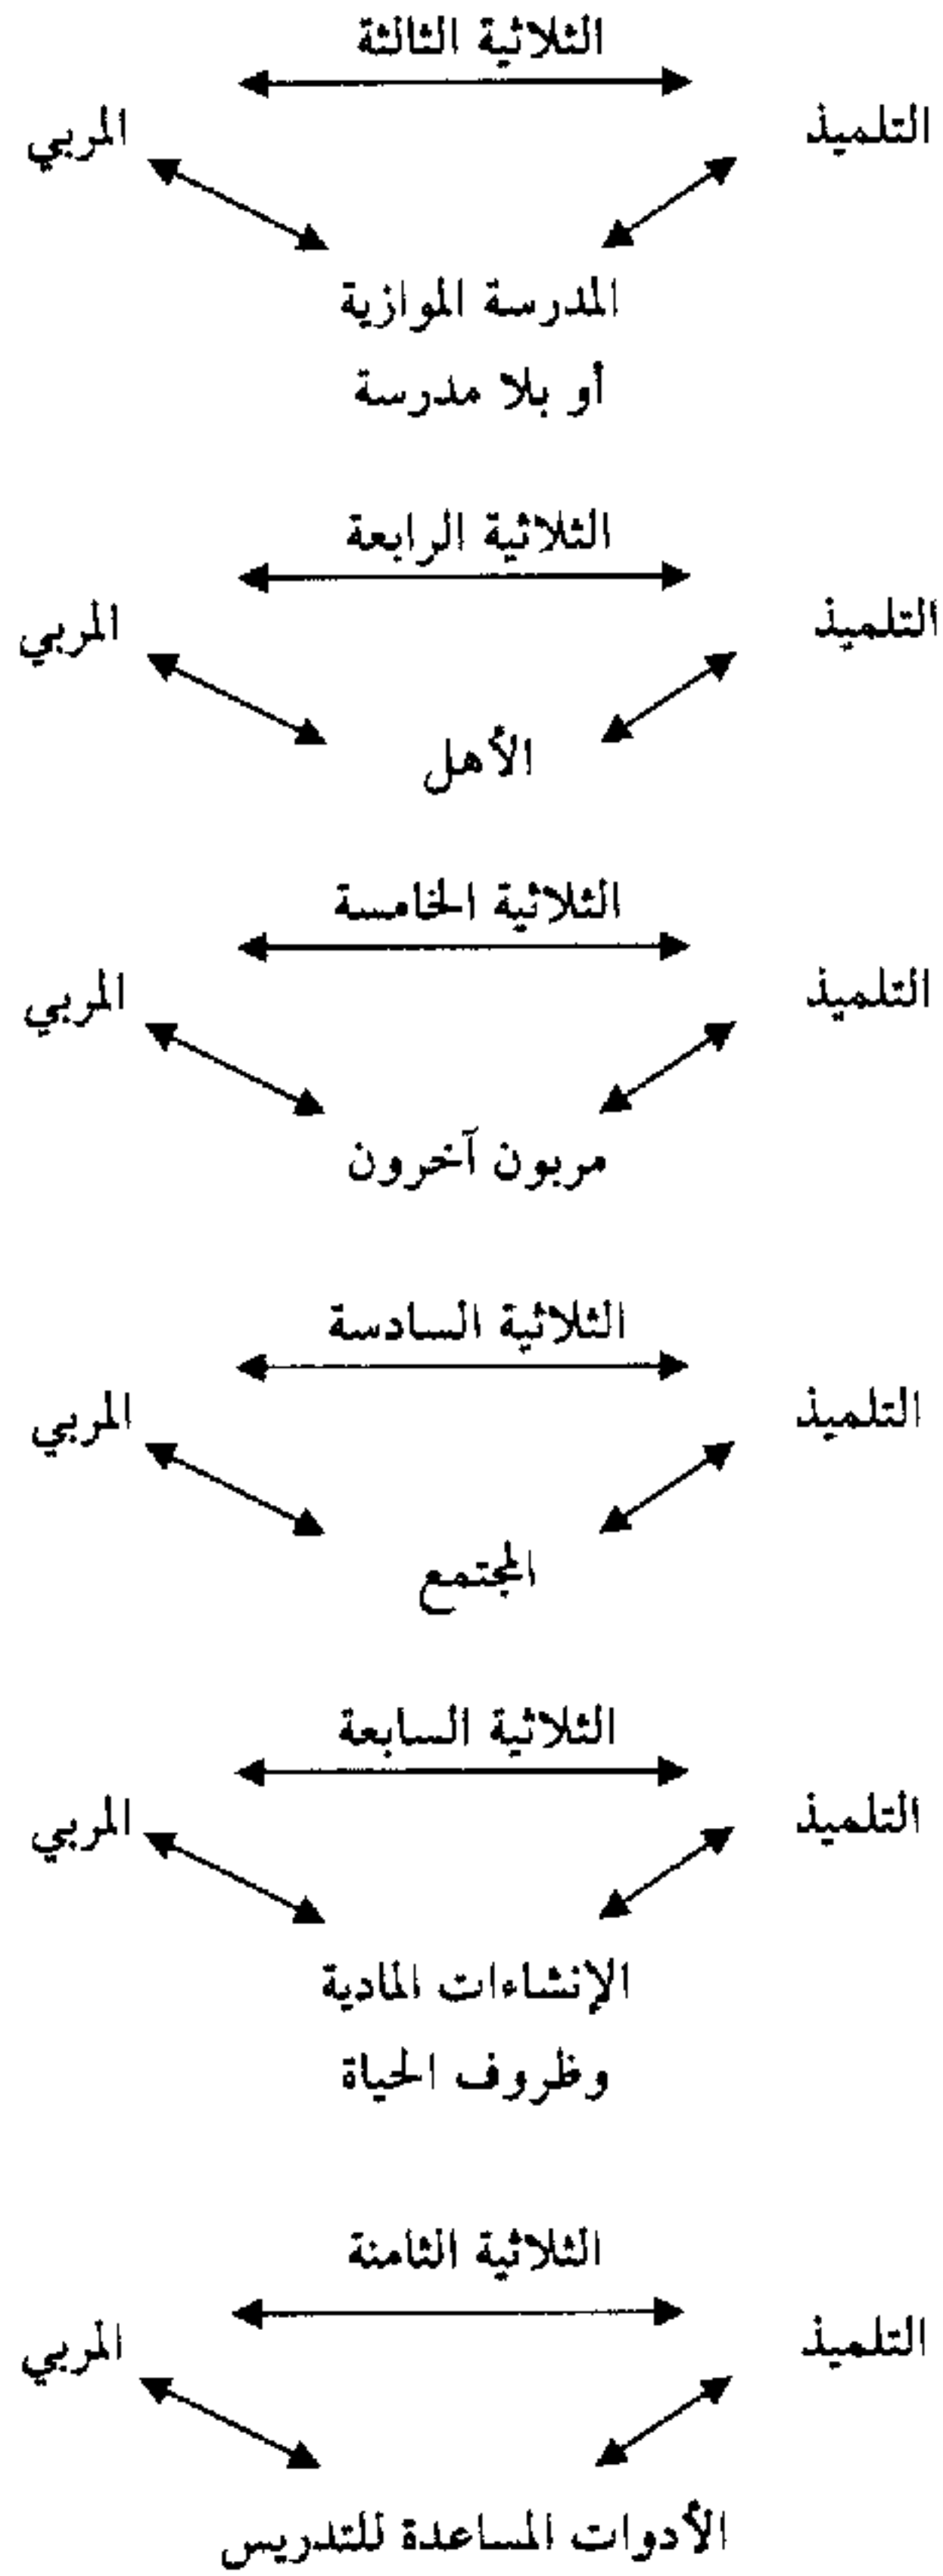 الثلاثية الثالثة
التلميذ المربي
المدرسة الموازية
أو بلا مدرسة
الثلاثية الرابعة
التلميذ المربي
الأهل
الثلاثية الخامسة
التلميذ المربي
مربون آخرون
الثلاثية السادسة
التلميذ المربي
المجتمع
الثلاثية السابعة
التلميذ المربي
الإنشاءات المادية
وظروف الحياة
الثلاثية الثامنة
التلميذ المربي
الأدوات المساعدة للتدريس